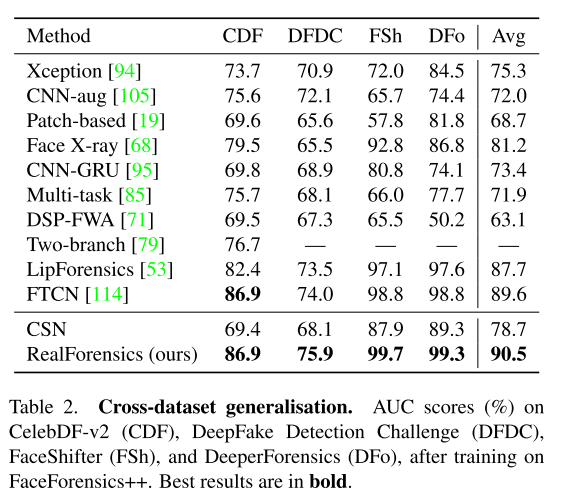 Method CDF DFDC FSh DFo Avg
Xception [94] 73.7 70.9 72.0 84.5 75.3
CNN-aug [105] 75.6 72.1 65.7 74.4 72.0
Patch-based [19] 69.6 65.6 57.8 81.8 68.7
Face X-ray [68] 79.5 65.5 92.8 86.8 81.2
CNN-GRU [95] 69.8 68.9 80.8 74.1 73.4
Multi-task [85] 75.7 68.1 66.0 77.7 71.9
DSP-FWA [71] 69.5 67.3 65.5 50.2 63.1
Two-branch [79] 76.7 — — — —
LipForensics [53] 82.4 73.5 97.1 97.6 87.7
FTCN [114] 86.9 74.0 98.8 98.8 89.6
CSN 69.4 68.1 87.9 89.3 78.7
RealForensics (ours) 86.9 75.9 99.7 99.3 90.5
Table 2. Cross-dataset generalisation. AUC scores (%) on
CelebDF-v2 (CDF), DeepFake Detection Challenge (DFDC),
FaceShifter (FSh), and DeeperForensics (DFo), after training on
FaceForensics++. Best results are in bold.